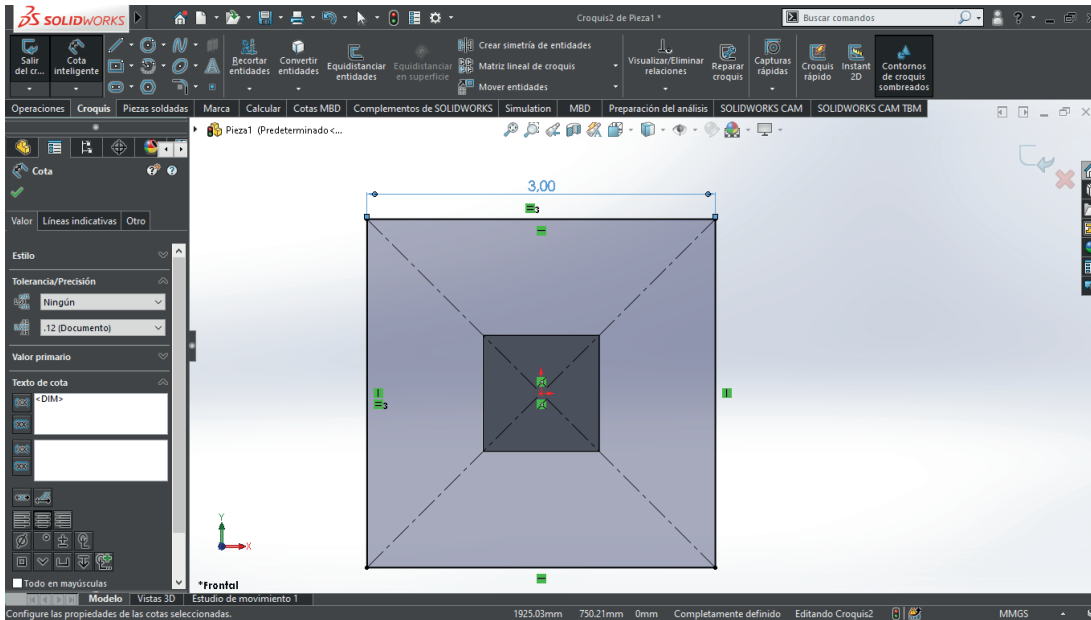 SOLIDWORKS
Croquis2 de Pieza1 *
Buscar comandos
Salir del cr...
Cota inteligente
Recortar entidades
Convertir entidades
Equidistanciar entidades
Equidistanciar en superficie
Crear simetría de entidades
Matriz lineal de croquis
Mover entidades
Visualizar/Eliminar relaciones
Reparar croquis
Capturas rápidas
Croquis rápido
Instant 2D
Contornos de croquis sombreados
Operaciones Croquis Piezas soldadas Marca Calcular Cotas MBD Complementos de SOLIDWORKS Simulation MBD Preparación del análisis SOLIDWORKS CAM SOLIDWORKS CAM TBM
Pieza1 (Predeterminado<...
Cota
Valor Líneas indicativas Otro
Estilo
Tolerancia/Precisión
Ningún
.12 (Documento)
Valor primario
Texto de cota
<DIM>
Todo en mayúsculas
3,00
3
3
Y
X
*Frontal
Modelo Vistas 3D Estudio de movimiento 1
Configure las propiedades de las cotas seleccionadas. 1925.03mm 750.21mm 0mm Completamente definido Editando Croquis2 MMGS